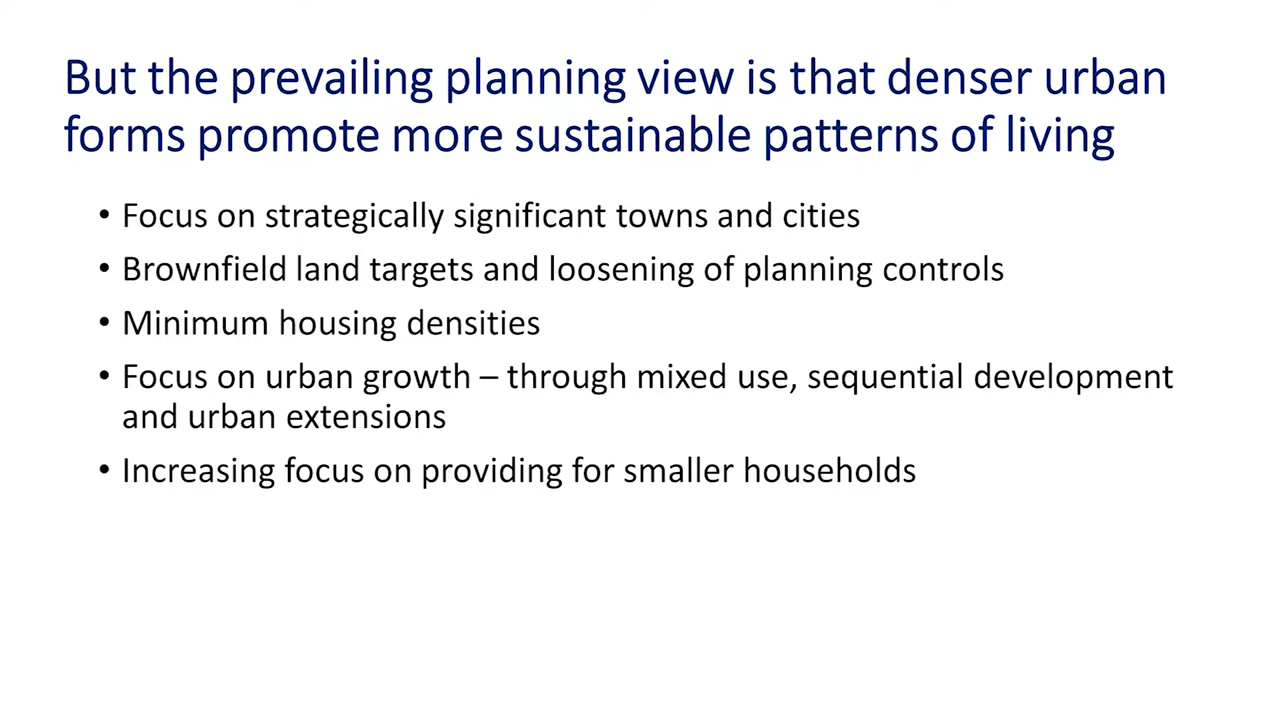 But the prevailing planning view is that denser urban
forms promote more sustainable patterns of living
• Focus on strategically significant towns and cities
• Brownfield land targets and loosening of planning controls
• Minimum housing densities
• Focus on urban growth – through mixed use, sequential development
and urban extensions
• Increasing focus on providing for smaller households